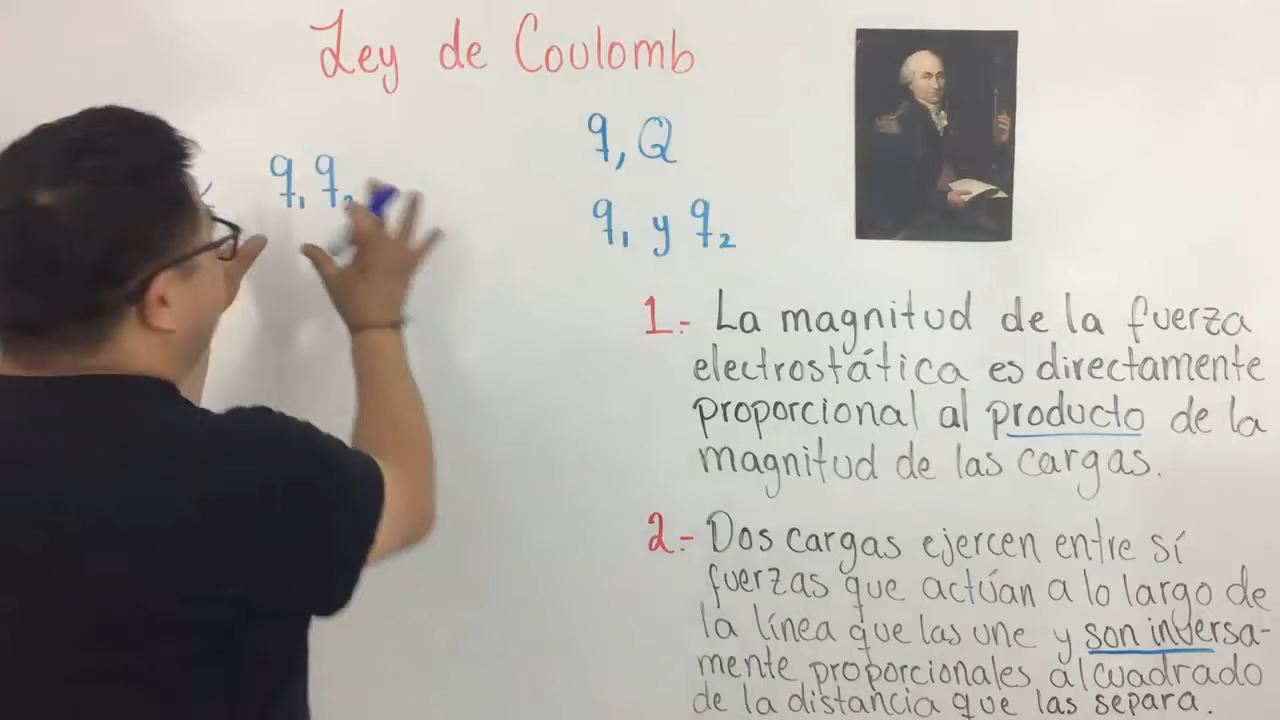 Ley de Coulomb
q, Q
q₁ q₂
q₁ y q₂
1.- La magnitud de la fuerza
electrostática es directamente
proporcional al producto de la
magnitud de las cargas.
2.- Dos cargas ejercen entre sí
fuerzas que actúan a lo largo de
la línea que las une y son inversa-
mente proporcionales al cuadrado
de la distancia que las separa.